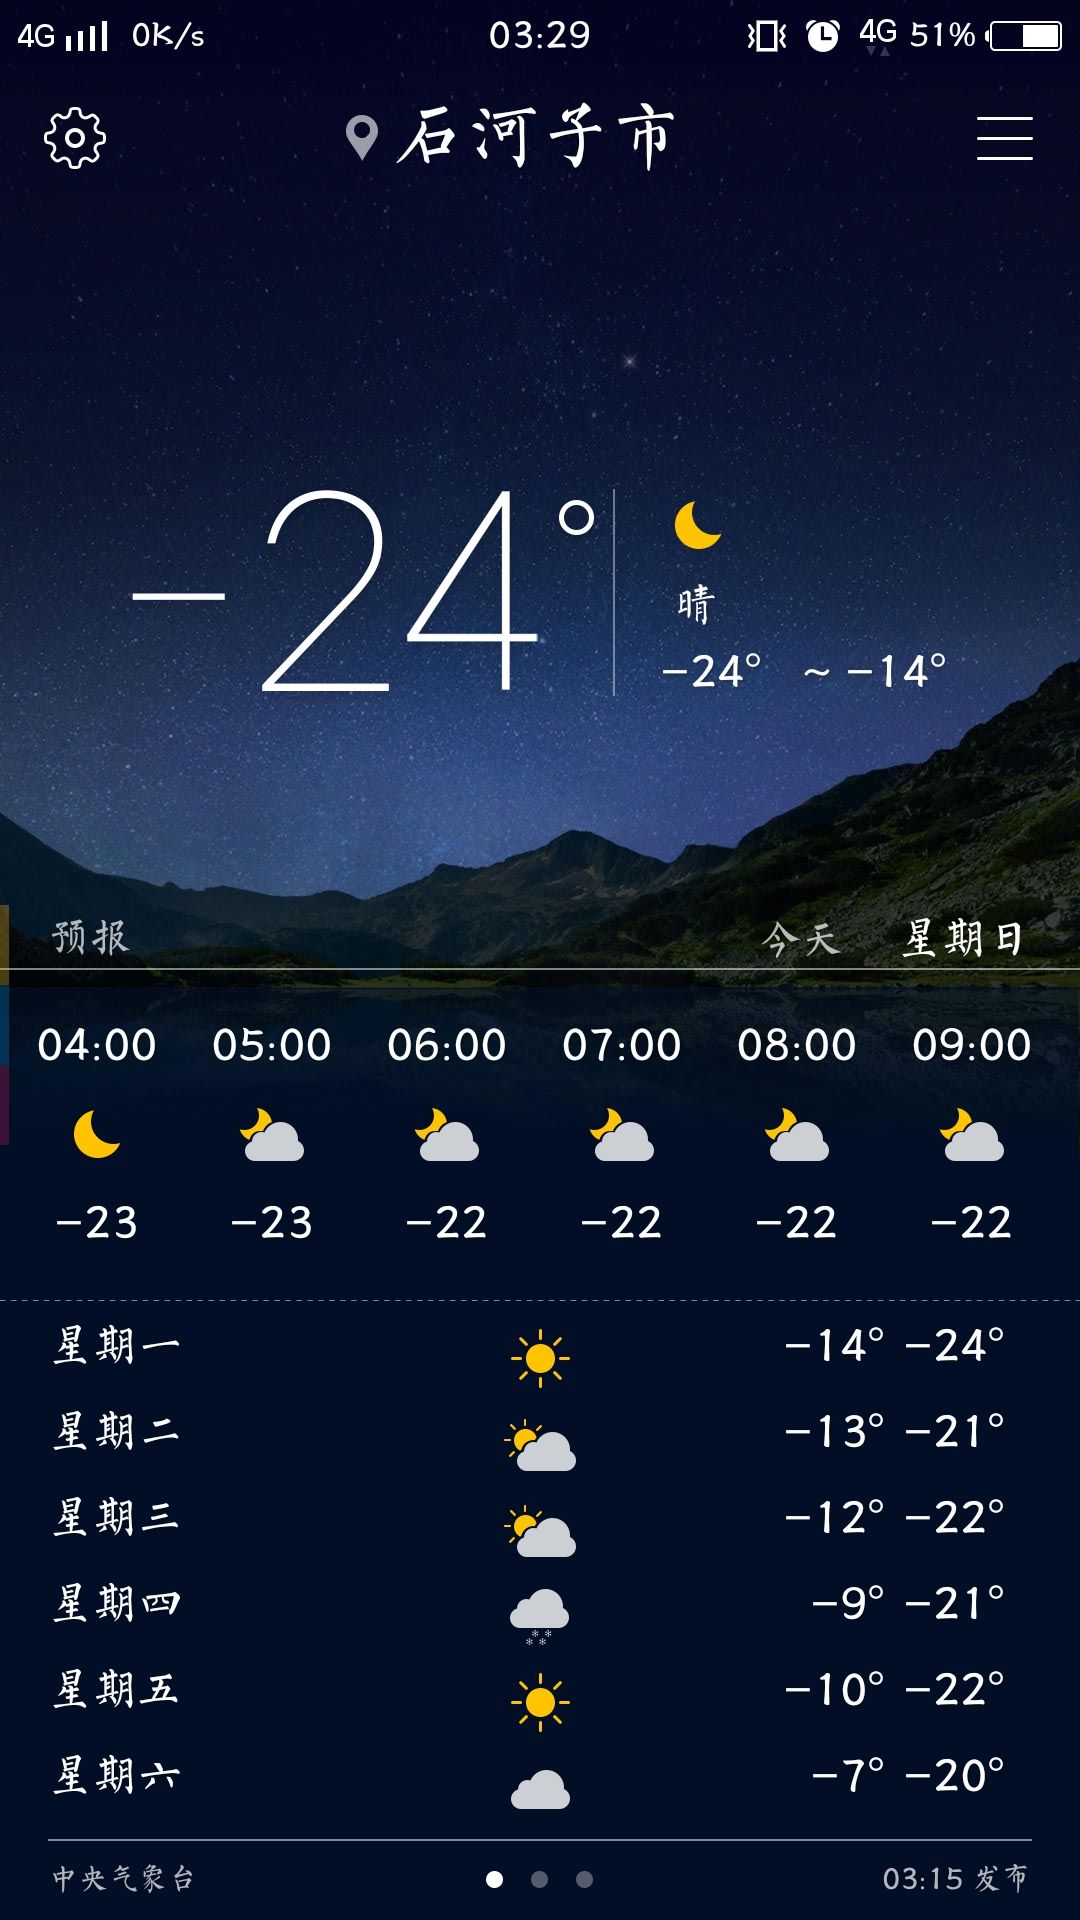 4G 0K/s 03:29 4G 51%
石河子市
-24°
晴
-24° ~ -14°
预报 今天 星期日
04:00 05:00 06:00 07:00 08:00 09:00
-23 -23 -22 -22 -22 -22
星期一 -14° -24°
星期二 -13° -21°
星期三 -12° -22°
星期四 -9° -21°
星期五 -10° -22°
星期六 -7° -20°
中央气象台 03:15 发布